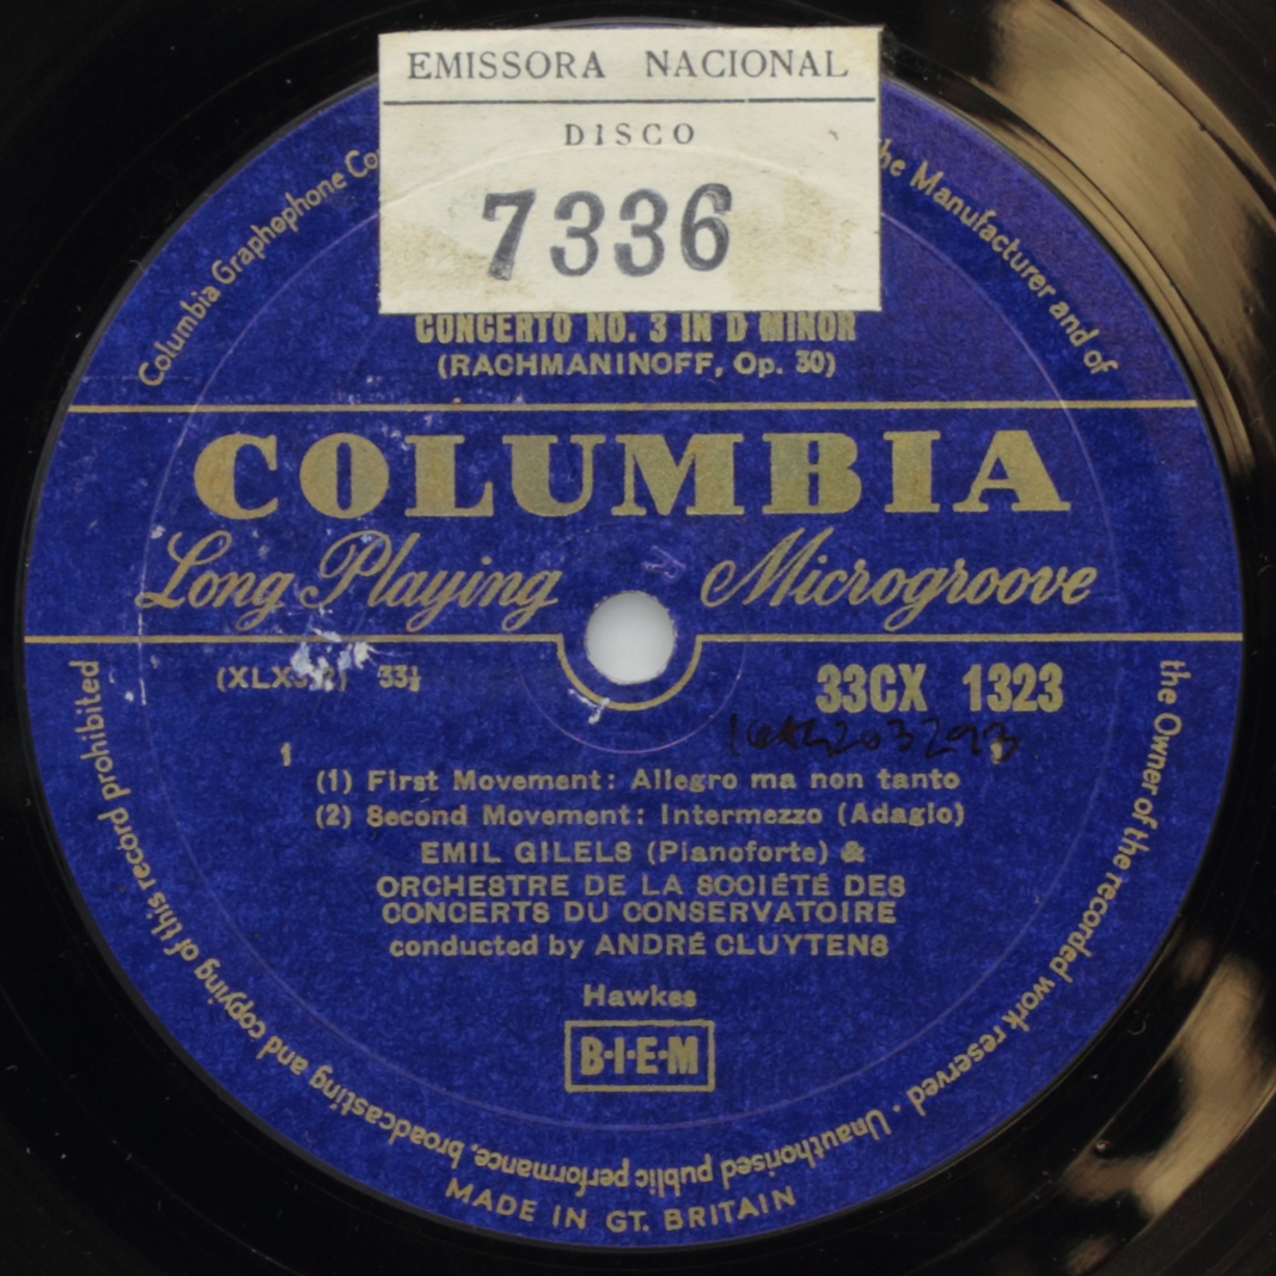 EMISSORA NACIONAL
DISCO
7336
CONCERTO NO. 3 IN D MINOR
(RACHMANINOFF, Op. 30)
COLUMBIA
Long Playing Microgroove
33⅓
33CX 1323
1
(1) First Movement: Allegro ma non tanto
(2) Second Movement: Intermezzo (Adagio)
EMIL GILELS (Pianoforte) &
ORCHESTRE DE LA SOCIÉTÉ DES
CONCERTS DU CONSERVATOIRE
conducted by ANDRÉ CLUYTENS
Hawkes
B·I·E·M
Columbia Graphophone
Manufacturer and of
the Owner of the recorded work reserved · Unauthorised public performance, broadcasting and copying of this record prohibited
MADE IN GT. BRITAIN